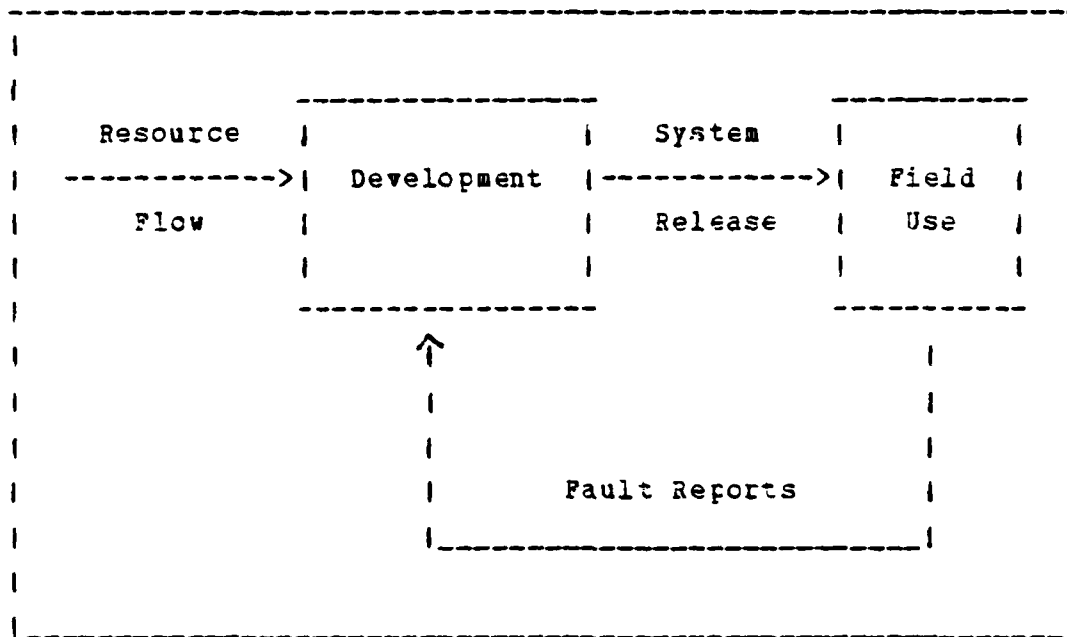 Resource
Flow
Development
System
Release
Field
Use
Fault Reports